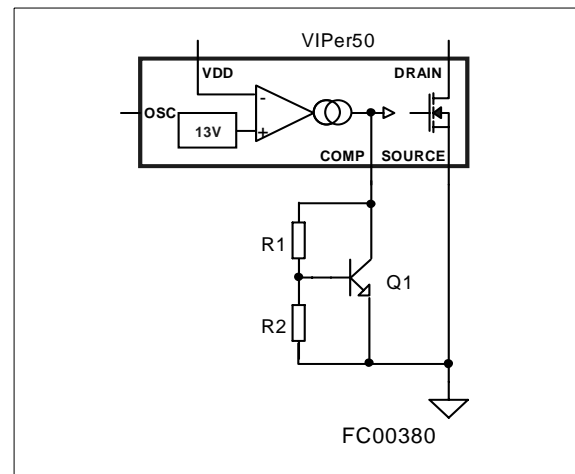 VIPer50
VDD
DRAIN
OSC
13V
-
+
COMP
SOURCE
R1
Q1
R2
FC00380